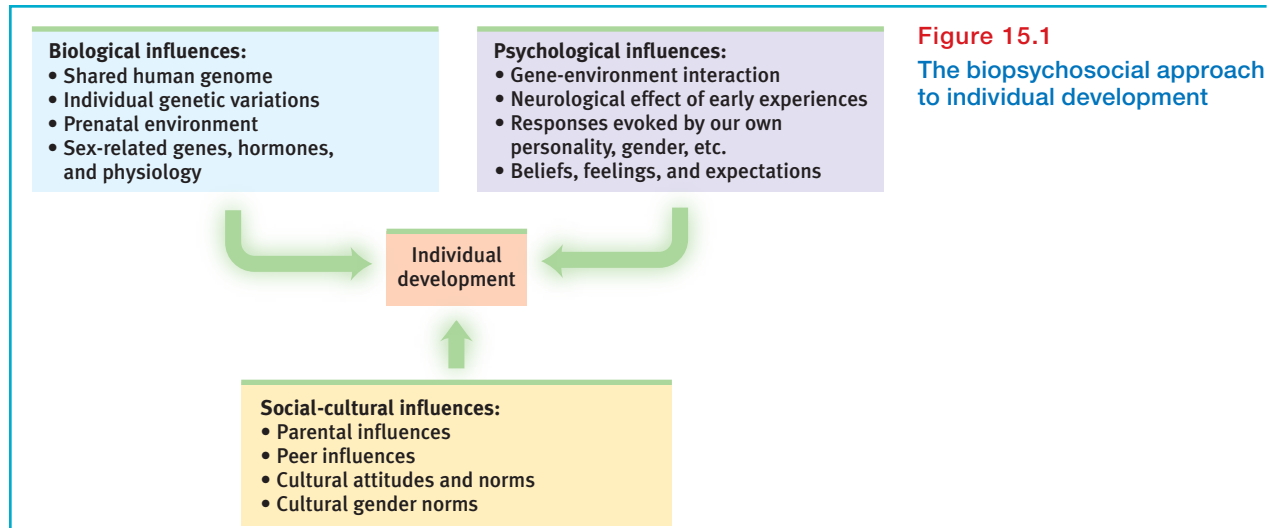 Biological influences:
• Shared human genome
• Individual genetic variations
• Prenatal environment
• Sex-related genes, hormones,
and physiology
Psychological influences:
• Gene-environment interaction
• Neurological effect of early experiences
• Responses evoked by our own
personality, gender, etc.
• Beliefs, feelings, and expectations
Figure 15.1
The biopsychosocial approach
to individual development
Individual
development
Social-cultural influences:
• Parental influences
• Peer influences
• Cultural attitudes and norms
• Cultural gender norms